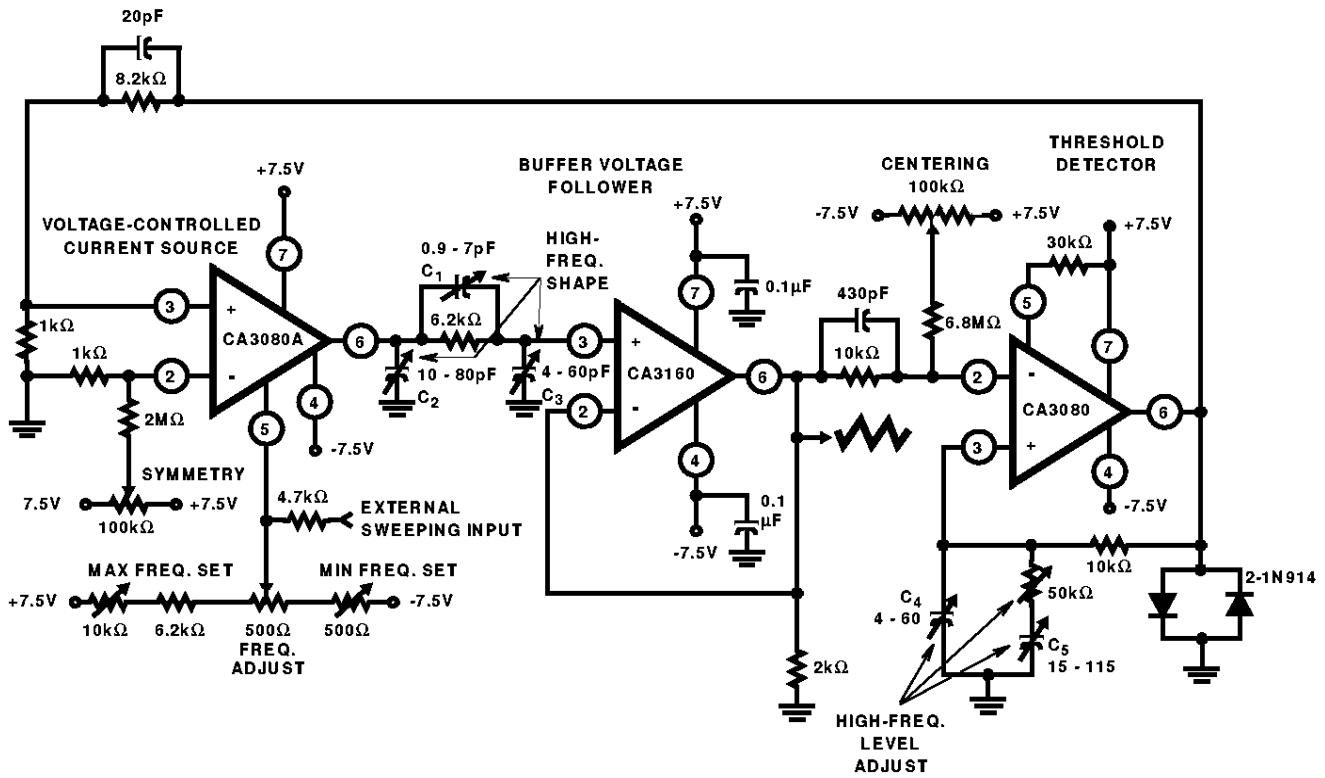 20pF
8.2kΩ
+7.5V
VOLTAGE-CONTROLLED
CURRENT SOURCE
7
3
+
1kΩ
CA3080A
6
1kΩ
2
-
4
5
2MΩ
-7.5V
SYMMETRY
7.5V
+7.5V
100kΩ
4.7kΩ
EXTERNAL
SWEEPING INPUT
MAX FREQ. SET
MIN FREQ. SET
+7.5V
-7.5V
10kΩ
6.2kΩ
500Ω
500Ω
FREQ.
ADJUST
BUFFER VOLTAGE
FOLLOWER
0.9 - 7pF
C1
HIGH-
FREQ.
SHAPE
6.2kΩ
10 - 80pF
C2
4 - 60pF
C3
+7.5V
7
0.1µF
3
+
CA3160
6
2
-
4
0.1
µF
-7.5V
2kΩ
CENTERING
100kΩ
-7.5V
+7.5V
430pF
10kΩ
6.8MΩ
THRESHOLD
DETECTOR
+7.5V
30kΩ
5
7
2
-
CA3080
6
3
+
4
-7.5V
10kΩ
2-1N914
50kΩ
C4
4 - 60
C5
15 - 115
HIGH-FREQ.
LEVEL
ADJUST